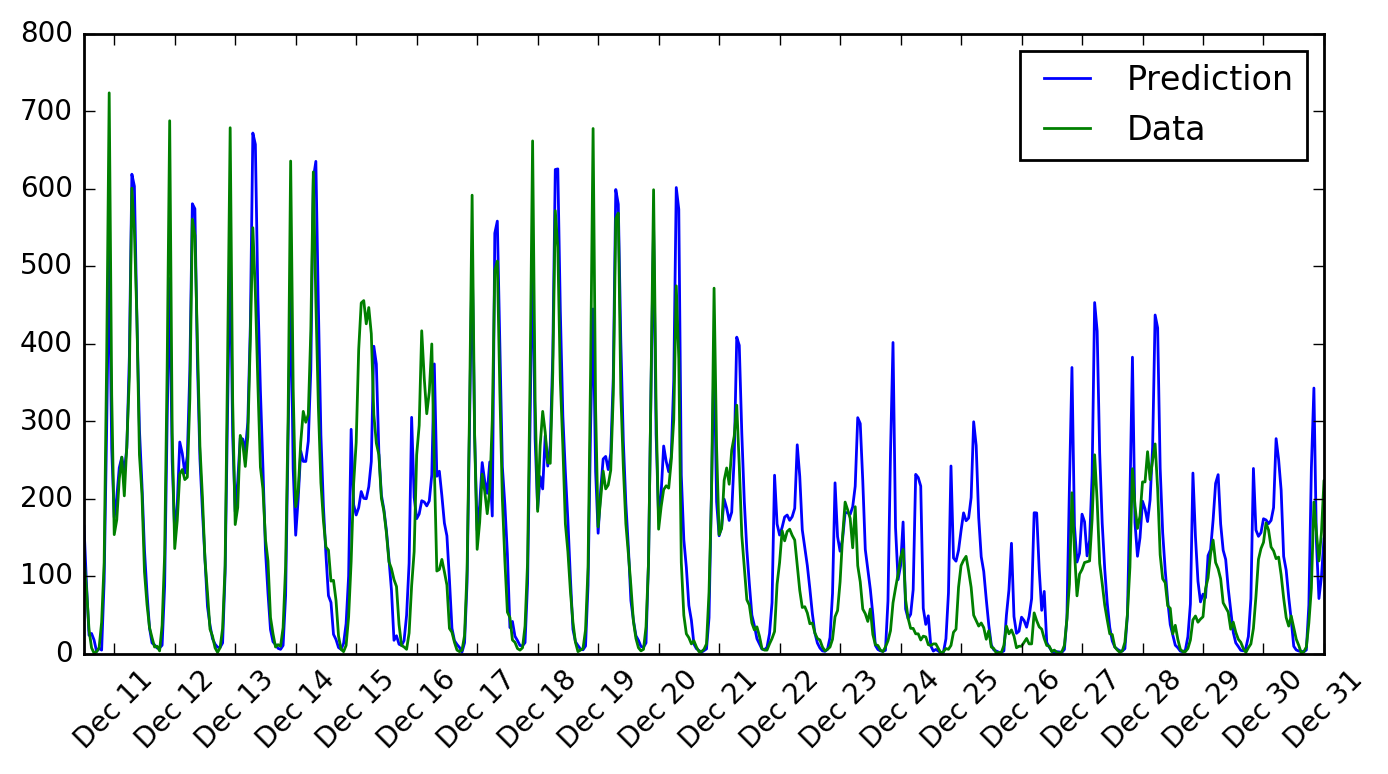 800
700
600
500
400
300
200
100
0
Prediction
Data
Dec 11
Dec 12
Dec 13
Dec 14
Dec 15
Dec 16
Dec 17
Dec 18
Dec 19
Dec 20
Dec 21
Dec 22
Dec 23
Dec 24
Dec 25
Dec 26
Dec 27
Dec 28
Dec 29
Dec 30
Dec 31